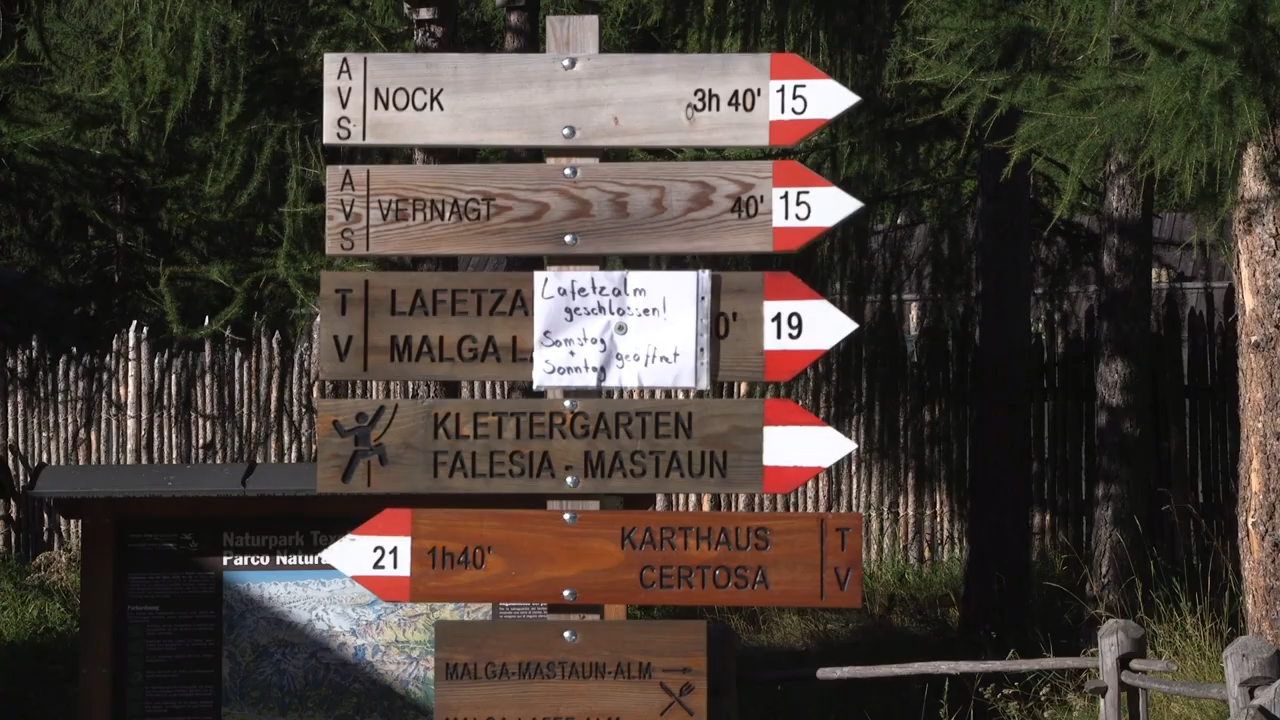 AVS NOCK 3h 40' 15
AVS VERNAGT 40' 15
TV LAFETZA
MALGA L
0' 19
Lafetzalm
geschlossen!
Samstag
+
Sonntag geöffnet
KLETTERGARTEN
FALESIA - MASTAUN
21 1h40' KARTHAUS TV
CERTOSA
Naturpark Tex
Parco Natura
MALGA-MASTAUN-ALM